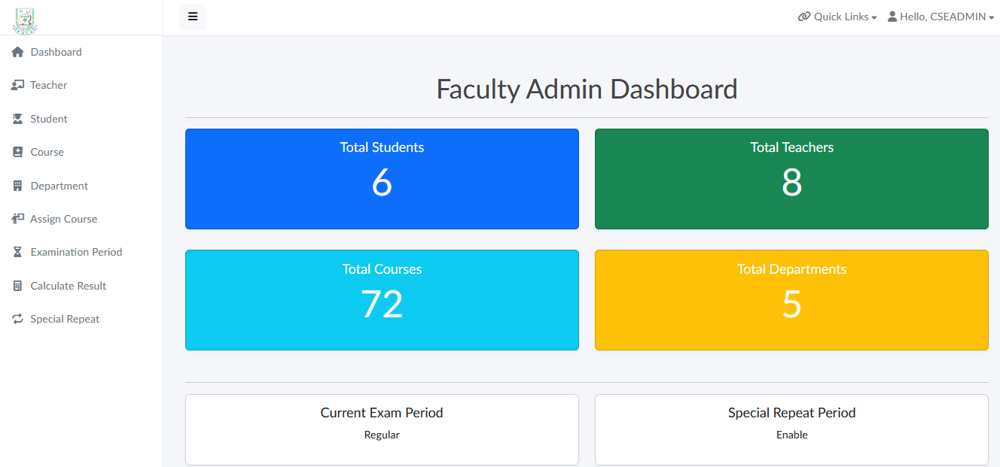 Quick Links
Hello, CSEADMIN
Dashboard
Teacher
Student
Course
Department
Assign Course
Examination Period
Calculate Result
Special Repeat
Faculty Admin Dashboard
Total Students
6
Total Teachers
8
Total Courses
72
Total Departments
5
Current Exam Period
Regular
Special Repeat Period
Enable